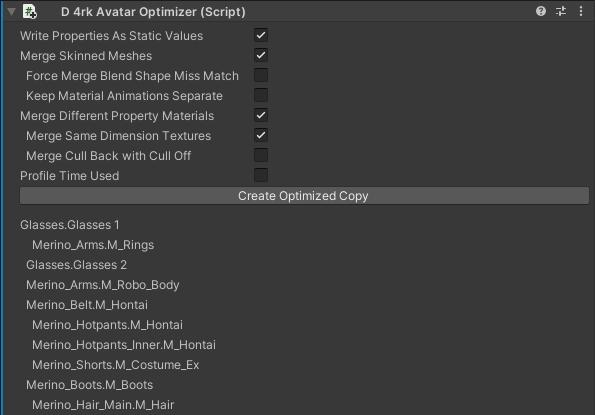 D 4rk Avatar Optimizer (Script)
Write Properties As Static Values
Merge Skinned Meshes
Force Merge Blend Shape Miss Match
Keep Material Animations Separate
Merge Different Property Materials
Merge Same Dimension Textures
Merge Cull Back with Cull Off
Profile Time Used
Create Optimized Copy
Glasses.Glasses 1
Merino_Arms.M_Rings
Glasses.Glasses 2
Merino_Arms.M_Robo_Body
Merino_Belt.M_Hontai
Merino_Hotpants.M_Hontai
Merino_Hotpants_Inner.M_Hontai
Merino_Shorts.M_Costume_Ex
Merino_Boots.M_Boots
Merino_Hair_Main.M_Hair